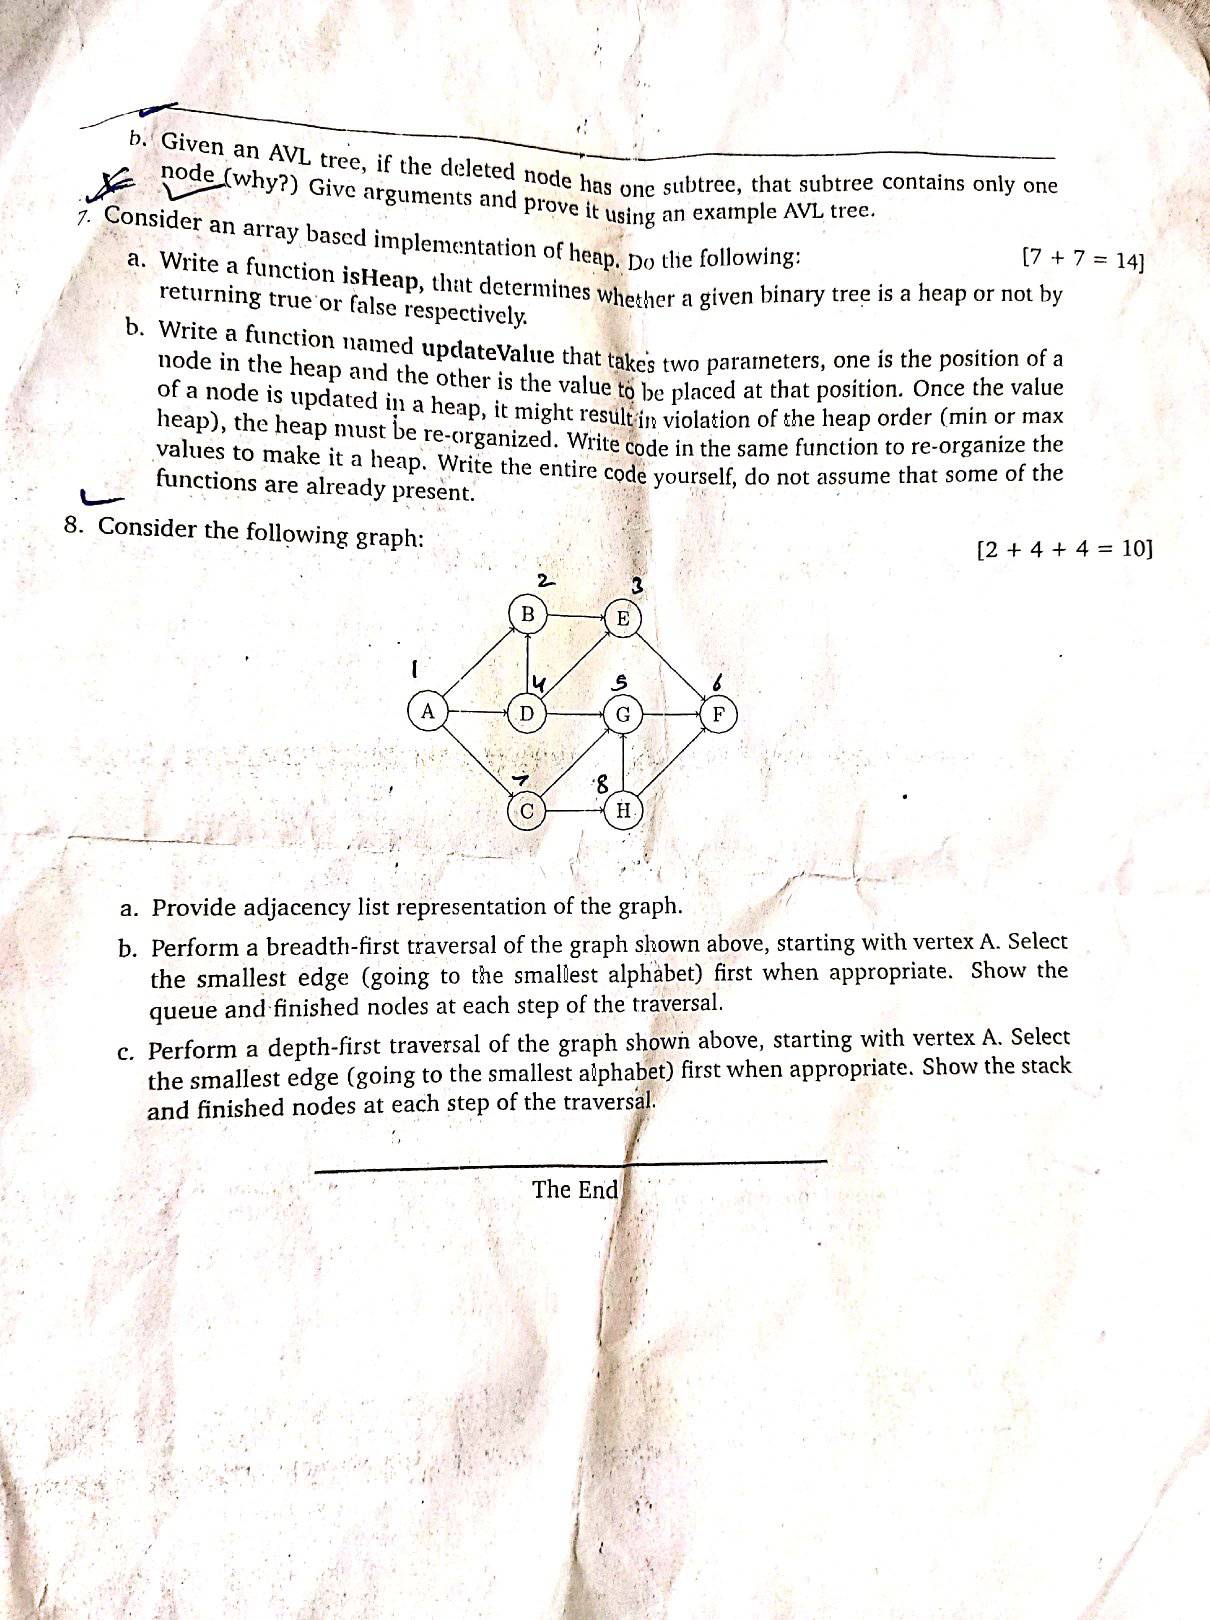 b. Given an AVL tree, if the deleted node has one subtree, that subtree contains only one
node (why?) Give arguments and prove it using an example AVL tree.
7. Consider an array based implementation of heap. Do the following:
[7 + 7 = 14]
a. Write a function isHeap, that determines whether a given binary tree is a heap or not by
returning true or false respectively.
b. Write a function named updateValue that takes two parameters, one is the position of a
node in the heap and the other is the value to be placed at that position. Once the value
of a node is updated in a heap, it might result in violation of the heap order (min or max
heap), the heap must be re-organized. Write code in the same function to re-organize the
values to make it a heap. Write the entire code yourself, do not assume that some of the
functions are already present.
8. Consider the following graph:
[2 + 4 + 4 = 10]
2 3
B E
1 4 5 6
A D G F
7 8
C H
a. Provide adjacency list representation of the graph.
b. Perform a breadth-first traversal of the graph shown above, starting with vertex A. Select
the smallest edge (going to the smallest alphabet) first when appropriate. Show the
queue and finished nodes at each step of the traversal.
c. Perform a depth-first traversal of the graph shown above, starting with vertex A. Select
the smallest edge (going to the smallest alphabet) first when appropriate. Show the stack
and finished nodes at each step of the traversal.
The End